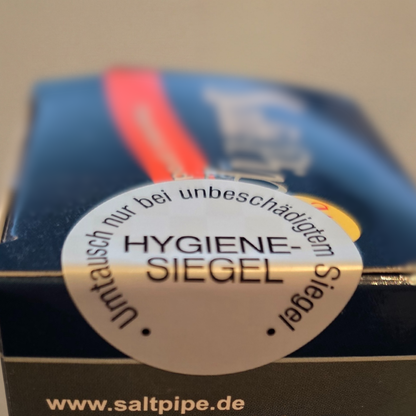 Umtausch nur bei unbeschädigtem Siegel
HYGIENE-
SIEGEL
www.saltpipe.de